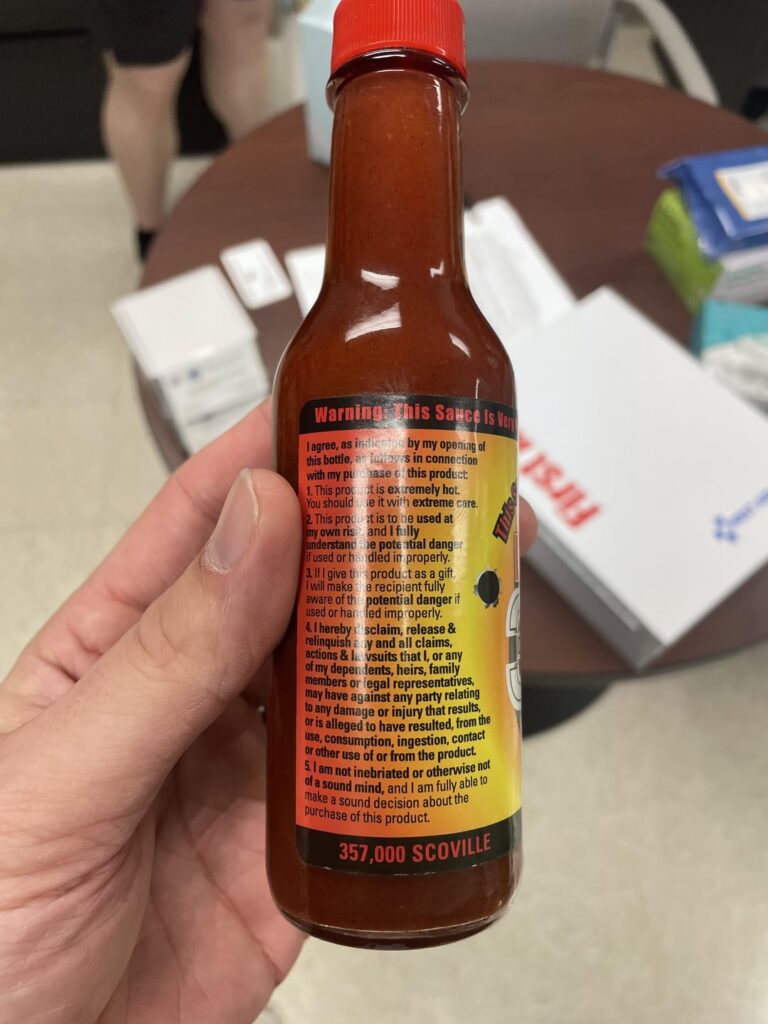 Warning: This Sauce Is Very
I agree, as indicated by my opening of
this bottle, as follows in connection
with my purchase of this product:
1. This product is extremely hot.
You should use it with extreme care.
2. This product is to be used at
my own risk, and I fully
understand the potential danger
if used or handled improperly.
3. If I give this product as a gift,
I will make the recipient fully
aware of the potential danger if
used or handled improperly.
4. I hereby disclaim, release &
relinquish any and all claims,
actions & lawsuits that I, or any
of my dependents, heirs, family
members or legal representatives,
may have against any party relating
to any damage or injury that results,
or is alleged to have resulted, from the
use, consumption, ingestion, contact
or other use of or from the product.
5. I am not inebriated or otherwise not
of a sound mind, and I am fully able to
make a sound decision about the
purchase of this product.
357,000 SCOVILLE
This
First